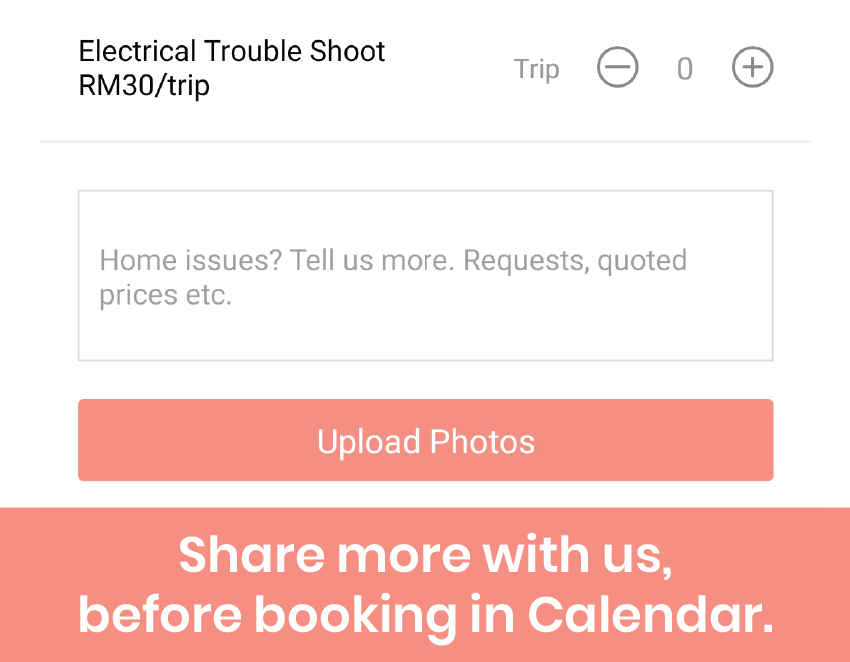 Electrical Trouble Shoot
RM30/trip
Trip 0
Home issues? Tell us more. Requests, quoted
prices etc.
Upload Photos
Share more with us,
before booking in Calendar.